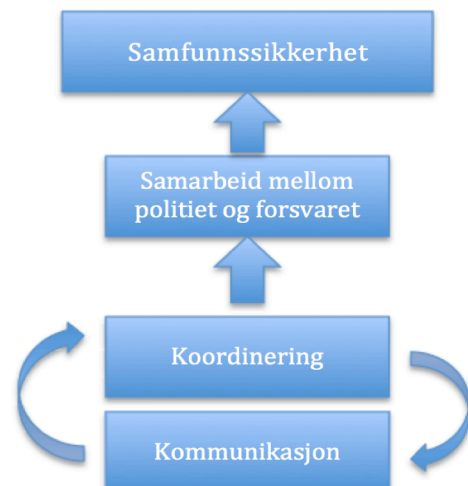 Samfunnssikkerhet
Samarbeid mellom
politiet og forsvaret
Koordinering
Kommunikasjon